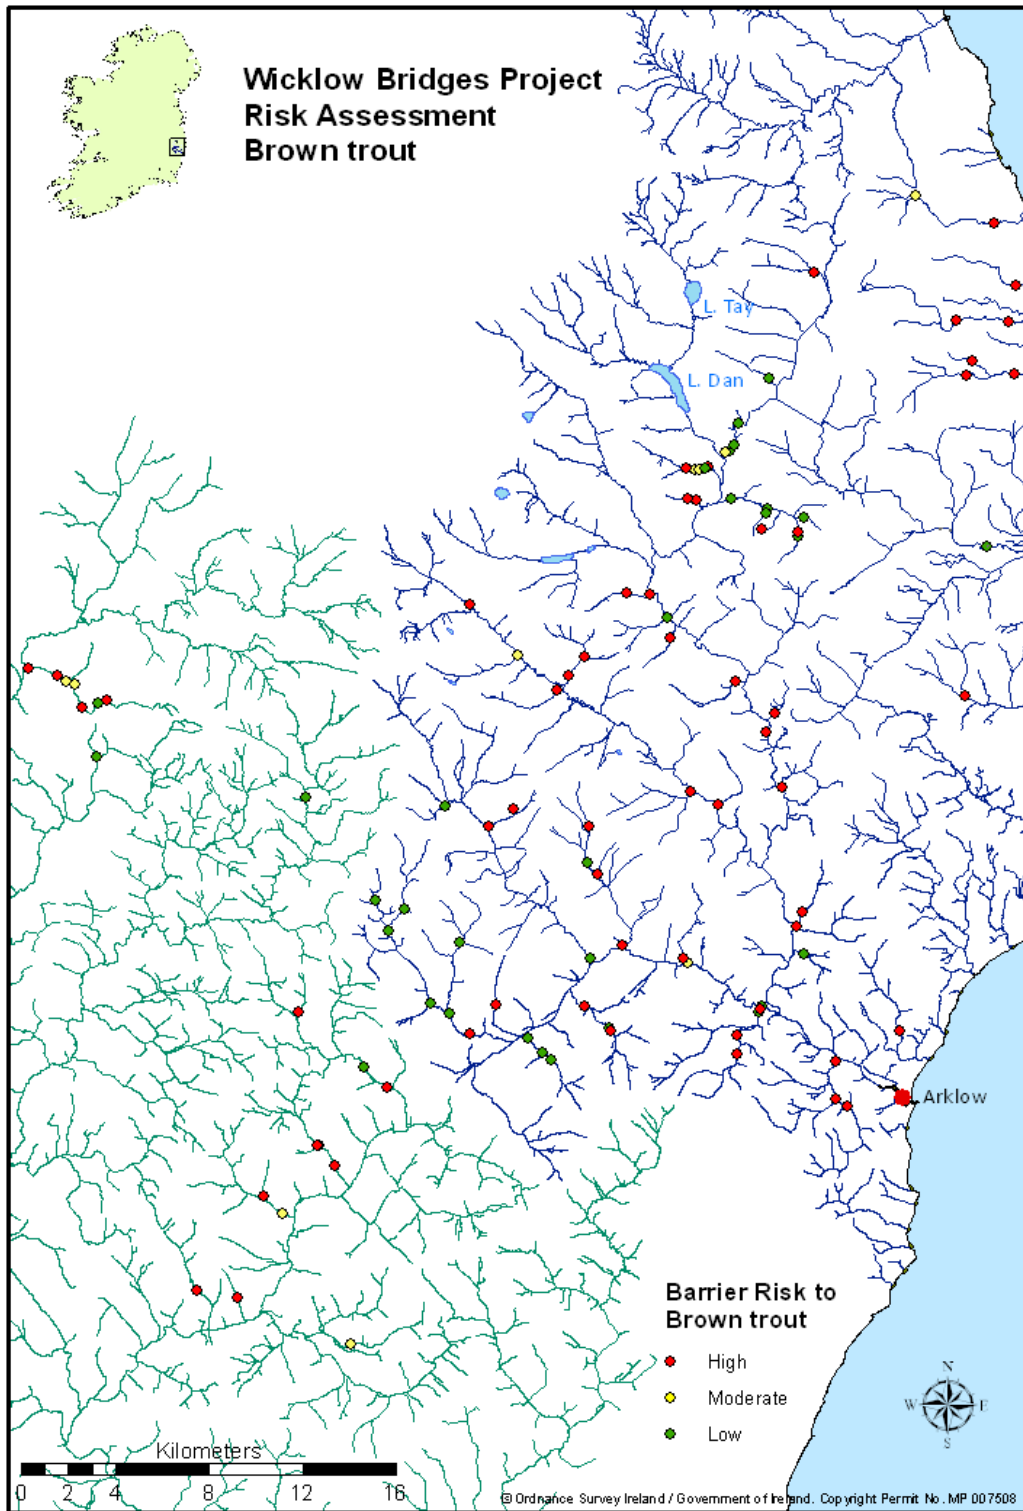 Wicklow Bridges Project
Risk Assessment
Brown trout
L. Tay
L. Dan
Arklow
Barrier Risk to
Brown trout
High
Moderate
Low
N
W E
S
Kilometers
0 2 4 8 12 16
© Ordnance Survey Ireland / Government of Ireland. Copyright Permit No. MP 007508